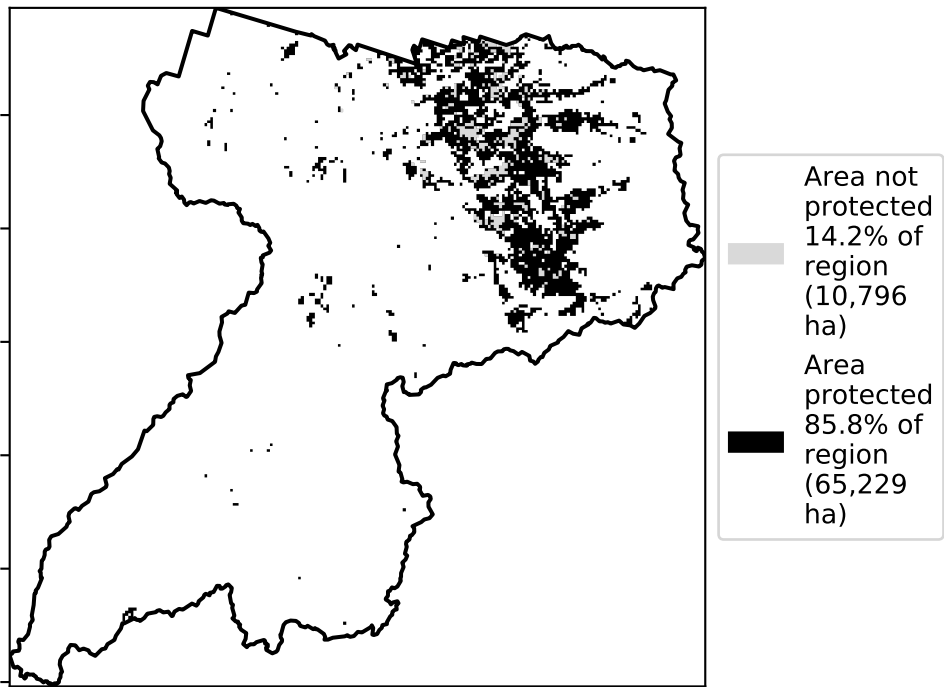 Area not
protected
14.2% of
region
(10,796
ha)
Area
protected
85.8% of
region
(65,229
ha)